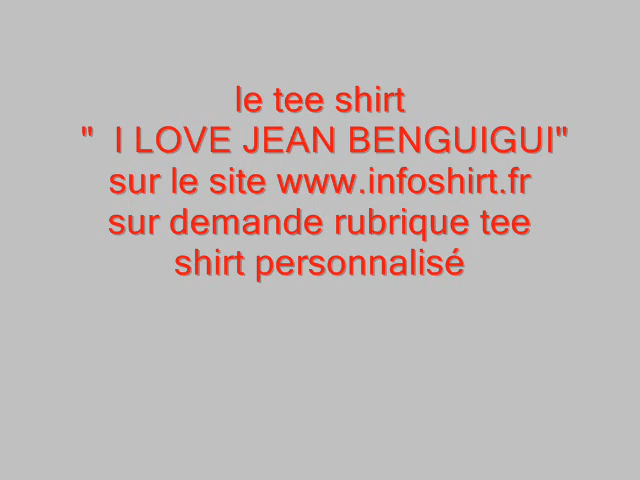 le tee shirt
"  I LOVE JEAN BENGUIGUI"
sur le site www.infoshirt.fr
sur demande rubrique tee
shirt personnalisé